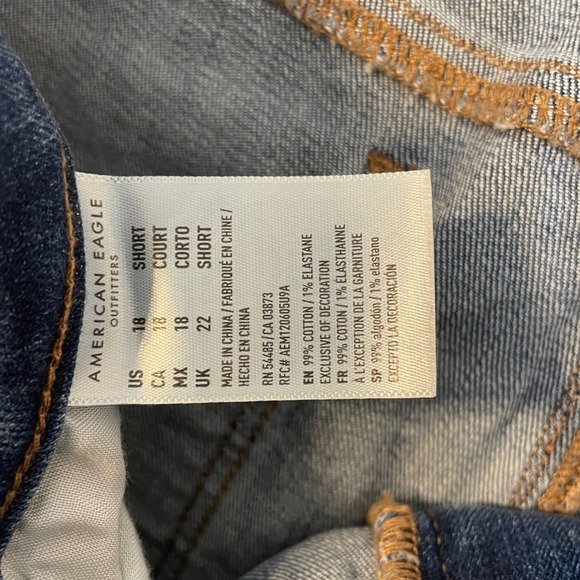 AMERICAN EAGLE
OUTFITTERS
US 18 SHORT
CA 18 COURT
MX 18 CORTO
UK 22 SHORT
MADE IN CHINA / FABRIQUÉ EN CHINE /
HECHO EN CHINA
RN 54485/CA 03873
RFC# AEM120605U9A
EN 99% COTTON / 1% ELASTANE
EXCLUSIVE OF DECORATION
FR 99% COTON / 1% ÉLASTHANNE
À L'EXCEPTION DE LA GARNITURE
SP 99% algodón / 1% elastano
EXCEPTO LA DECORACIÓN